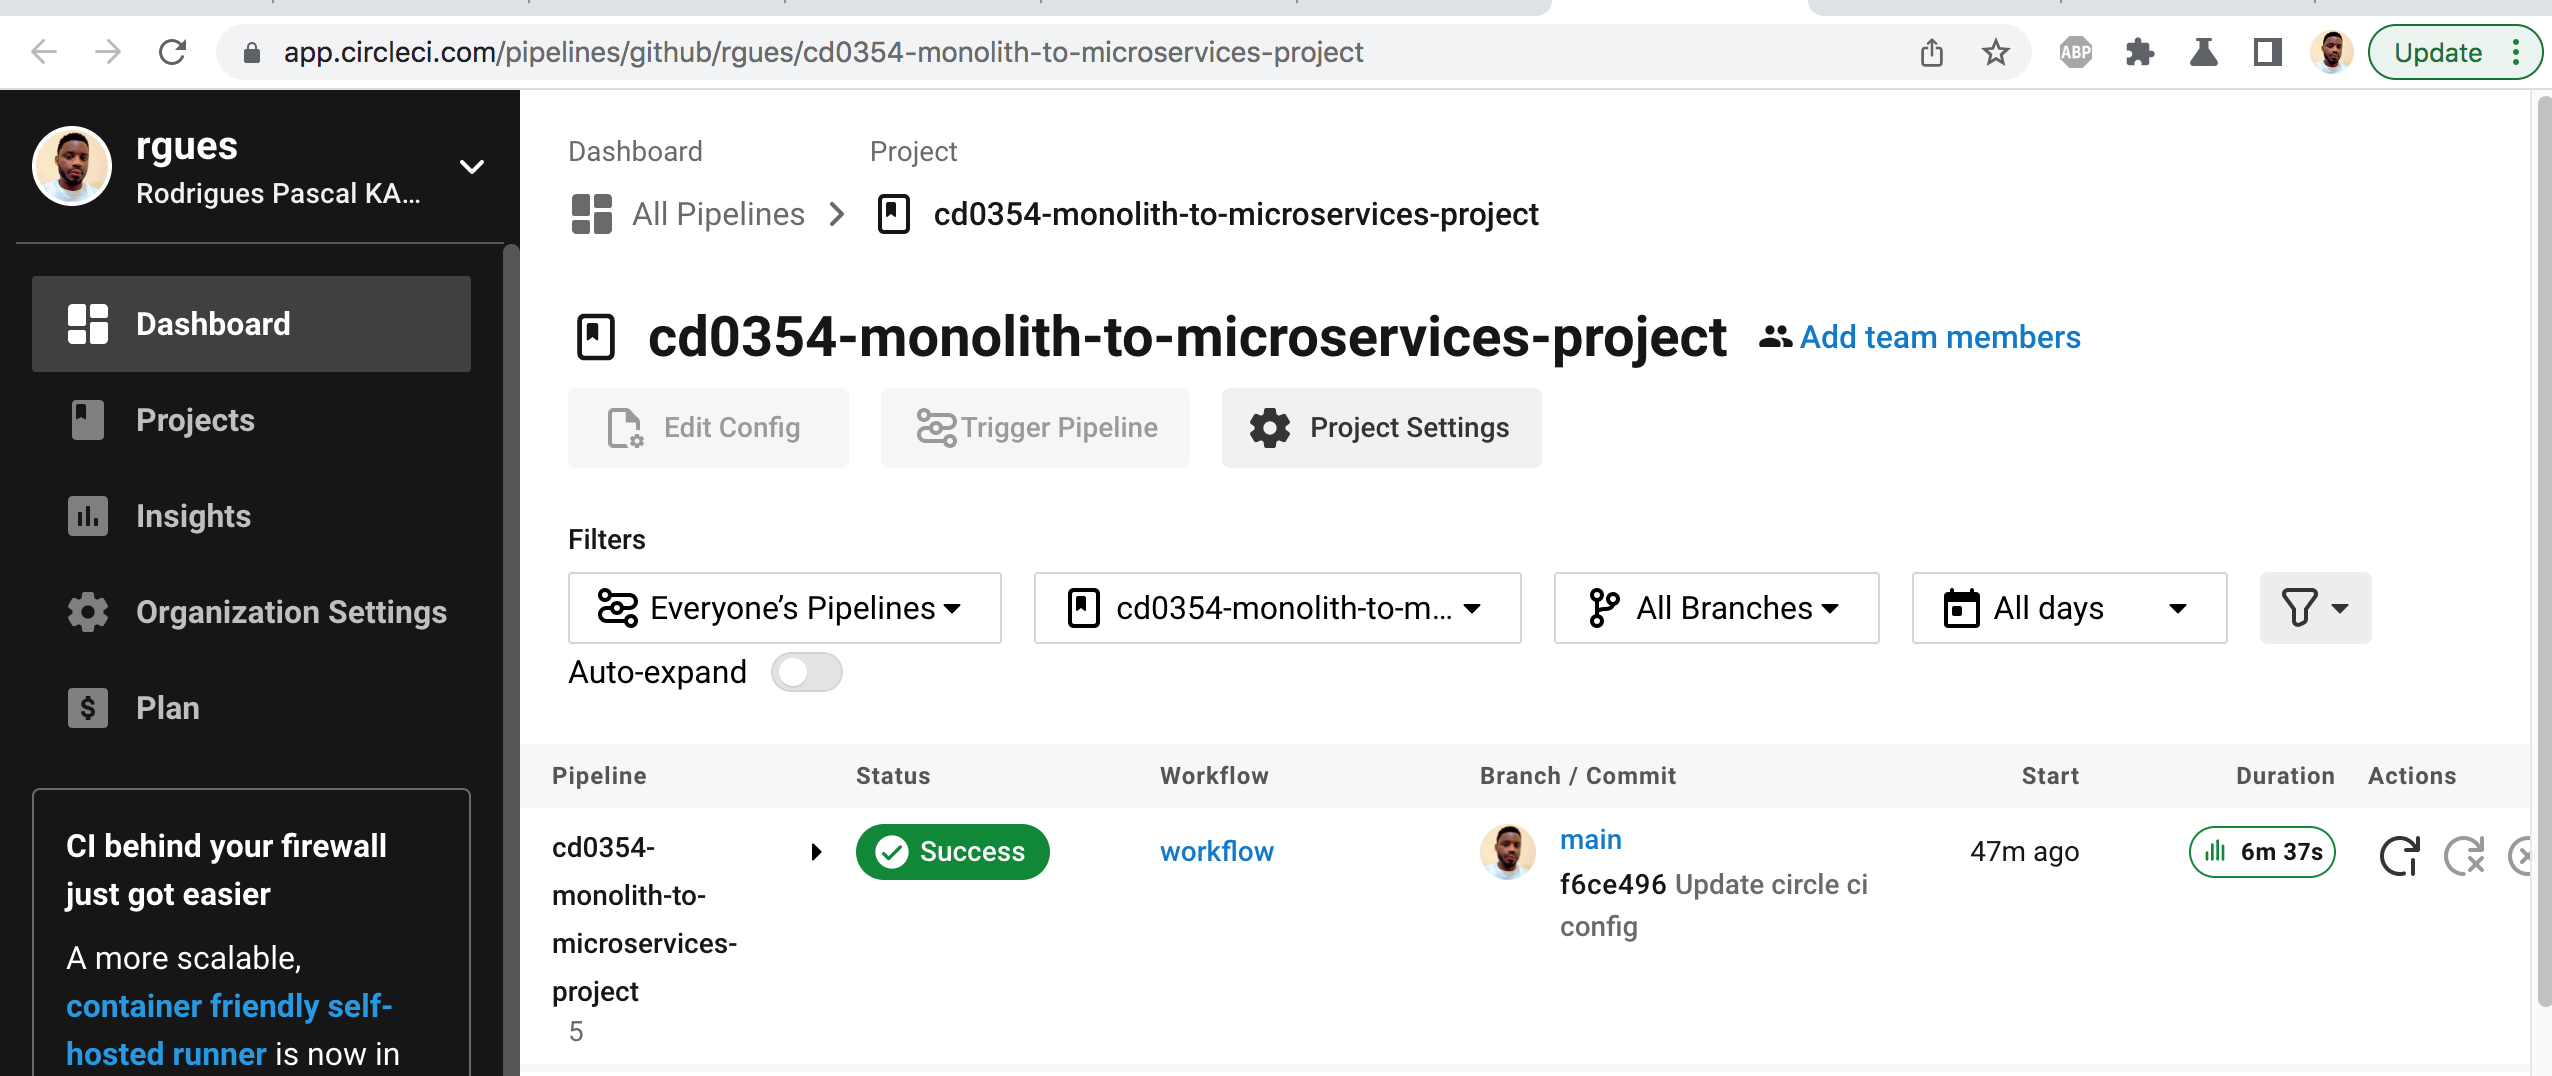 app.circleci.com/pipelines/github/rgues/cd0354-monolith-to-microservices-project
ABP
Update
rgues
Rodrigues Pascal KA...
Dashboard
Projects
Insights
Organization Settings
$ Plan
CI behind your firewall
just got easier
A more scalable,
container friendly self-
hosted runner is now in
Dashboard
Project
All Pipelines
cd0354-monolith-to-microservices-project
cd0354-monolith-to-microservices-project
Add team members
Edit Config
Trigger Pipeline
Project Settings
Filters
Everyone’s Pipelines
cd0354-monolith-to-m...
All Branches
All days
Auto-expand
Pipeline
Status
Workflow
Branch / Commit
Start
Duration
Actions
cd0354-
monolith-to-
microservices-
project
5
Success
workflow
main
f6ce496 Update circle ci
config
47m ago
6m 37s